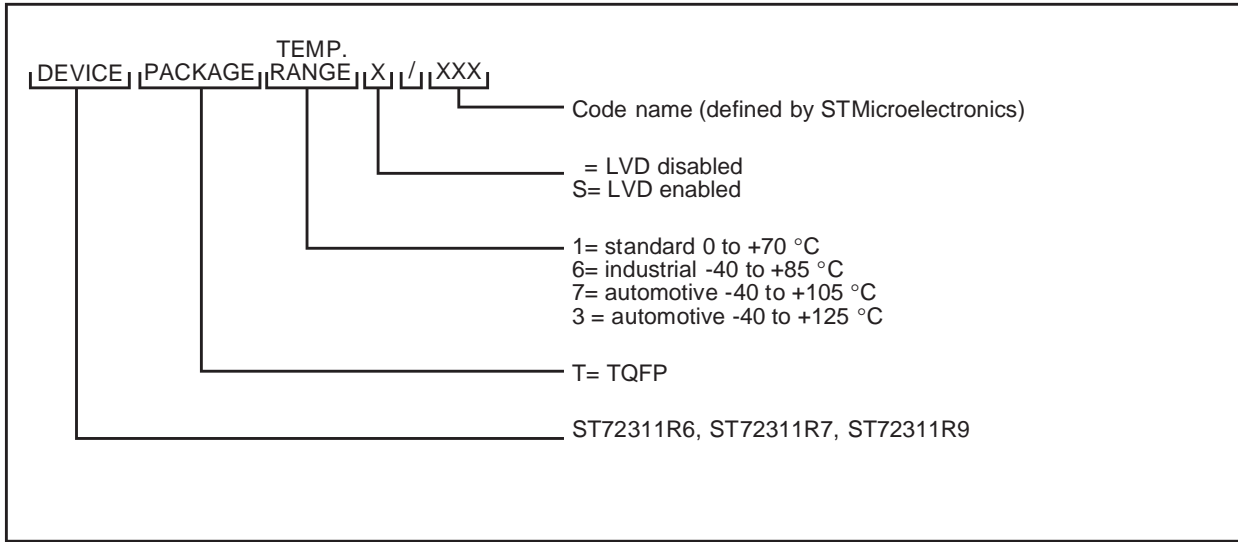 TEMP.
DEVICE PACKAGE RANGE X / XXX
Code name (defined by STMicroelectronics)
= LVD disabled
S= LVD enabled
1= standard 0 to +70 °C
6= industrial -40 to +85 °C
7= automotive -40 to +105 °C
3 = automotive -40 to +125 °C
T= TQFP
ST72311R6, ST72311R7, ST72311R9